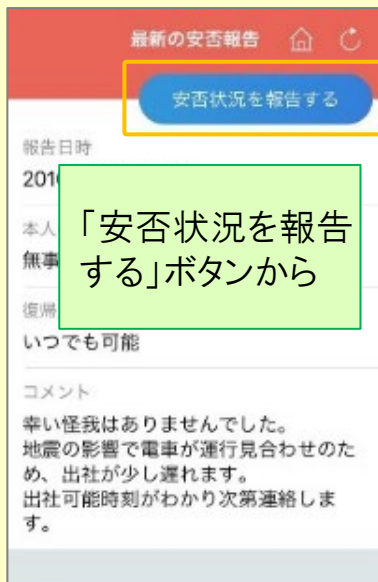 最新の安否報告
安否状況を報告する
報告日時
201
本人
無事
「安否状況を報告
する」ボタンから
復帰
いつでも可能
コメント
幸い怪我はありませんでした。
地震の影響で電車が運行見合わせのた
め、出社が少し遅れます。
出社可能時刻がわかり次第連絡しま
す。